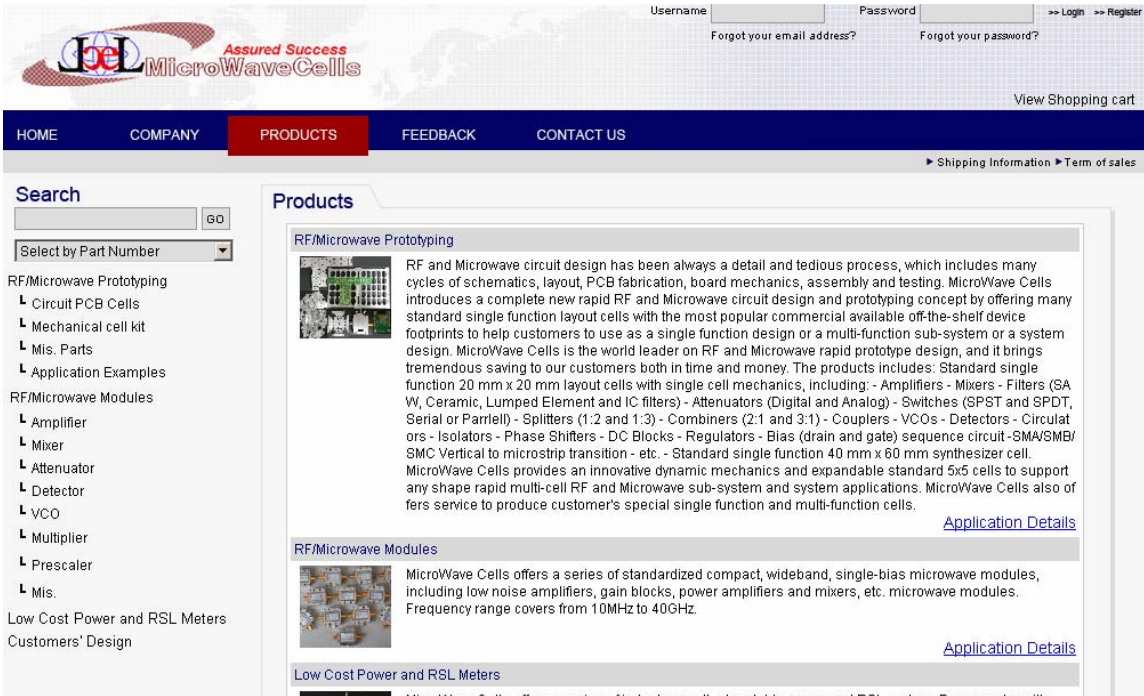 Username Password >> Login >> Register
Forgot your email address? Forgot your password?
Assured Success
MicroWaveCells
View Shopping cart
HOME COMPANY PRODUCTS FEEDBACK CONTACT US
Shipping Information Term of sales
Search
GO
Select by Part Number
RF/Microwave Prototyping
Circuit PCB Cells
Mechanical cell kit
Mis. Parts
Application Examples
RF/Microwave Modules
Amplifier
Mixer
Attenuator
Detector
VCO
Multiplier
Prescaler
Mis.
Low Cost Power and RSL Meters
Customers' Design
Products
RF/Microwave Prototyping
RF and Microwave circuit design has been always a detail and tedious process, which includes many
cycles of schematics, layout, PCB fabrication, board mechanics, assembly and testing. MicroWave Cells
introduces a complete new rapid RF and Microwave circuit design and prototyping concept by offering many
standard single function layout cells with the most popular commercial available off-the-shelf device
footprints to help customers to use as a single function design or a multi-function sub-system or a system
design. MicroWave Cells is the world leader on RF and Microwave rapid prototype design, and it brings
tremendous saving to our customers both in time and money. The products includes: Standard single
function 20 mm x 20 mm layout cells with single cell mechanics, including: - Amplifiers - Mixers - Filters (SA
W, Ceramic, Lumped Element and IC filters) - Attenuators (Digital and Analog) - Switches (SPST and SPDT,
Serial or Parrlell) - Splitters (1:2 and 1:3) - Combiners (2:1 and 3:1) - Couplers - VCOs - Detectors - Circulat
ors - Isolators - Phase Shifters - DC Blocks - Regulators - Bias (drain and gate) sequence circuit -SMA/SMB/
SMC Vertical to microstrip transition - etc. - Standard single function 40 mm x 60 mm synthesizer cell.
MicroWave Cells provides an innovative dynamic mechanics and expandable standard 5x5 cells to support
any shape rapid multi-cell RF and Microwave sub-system and system applications. MicroWave Cells also of
fers service to produce customer's special single function and multi-function cells.
Application Details
RF/Microwave Modules
MicroWave Cells offers a series of standardized compact, wideband, single-bias microwave modules,
including low noise amplifiers, gain blocks, power amplifiers and mixers, etc. microwave modules.
Frequency range covers from 10MHz to 40GHz.
Application Details
Low Cost Power and RSL Meters